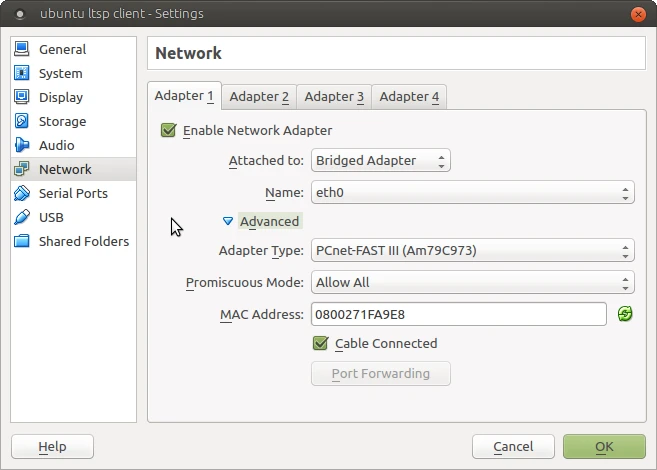 ubuntu ltsp client - Settings
General
System
Display
Storage
Audio
Network
Serial Ports
USB
Shared Folders
Network
Adapter 1 Adapter 2 Adapter 3 Adapter 4
Enable Network Adapter
Attached to: Bridged Adapter
Name: eth0
Advanced
Adapter Type: PCnet-FAST III (Am79C973)
Promiscuous Mode: Allow All
MAC Address: 0800271FA9E8
Cable Connected
Port Forwarding
Help Cancel OK